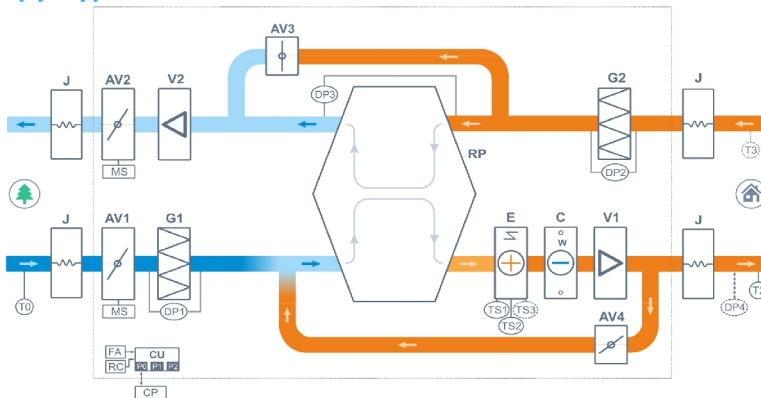 AV3
J
AV2
V2
G2
J
DP3
RP
MS
DP2
T3
J
AV1
G1
E
C
V1
J
W
T0
MS
DP1
TS1
TS3
TS2
DP4
AV4
FA
CU
RC
P0 P1 P2
CP